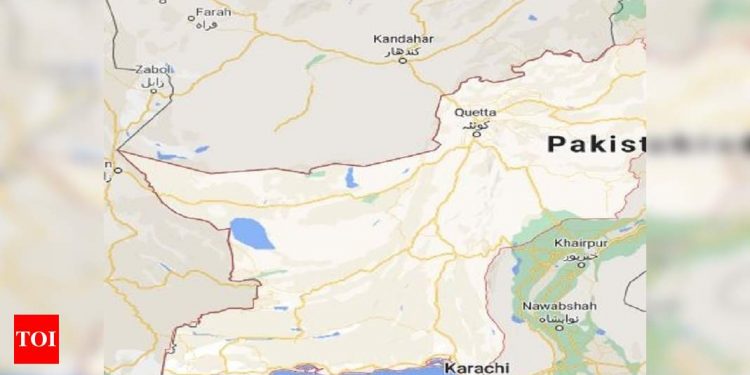 Farah
فراه
Kandahar
کندهار
Zabol
زابل
Quetta
کوئٹہ
Pakist
Khairpur
خیرپور
Nawabshah
نوابشاہ
Karachi
TOI